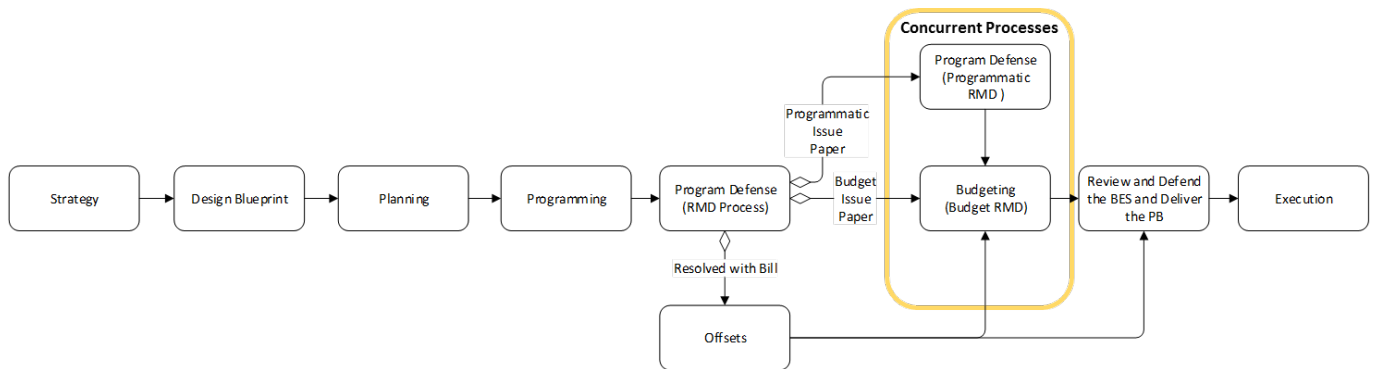 Concurrent Processes
Program Defense
(Programmatic
RMD )
Programmatic
Issue
Paper
Strategy
Design Blueprint
Planning
Programming
Program Defense
(RMD Process)
Budget
Issue
Paper
Budgeting
(Budget RMD)
Review and Defend
the BES and Deliver
the PB
Execution
Resolved with Bill
Offsets